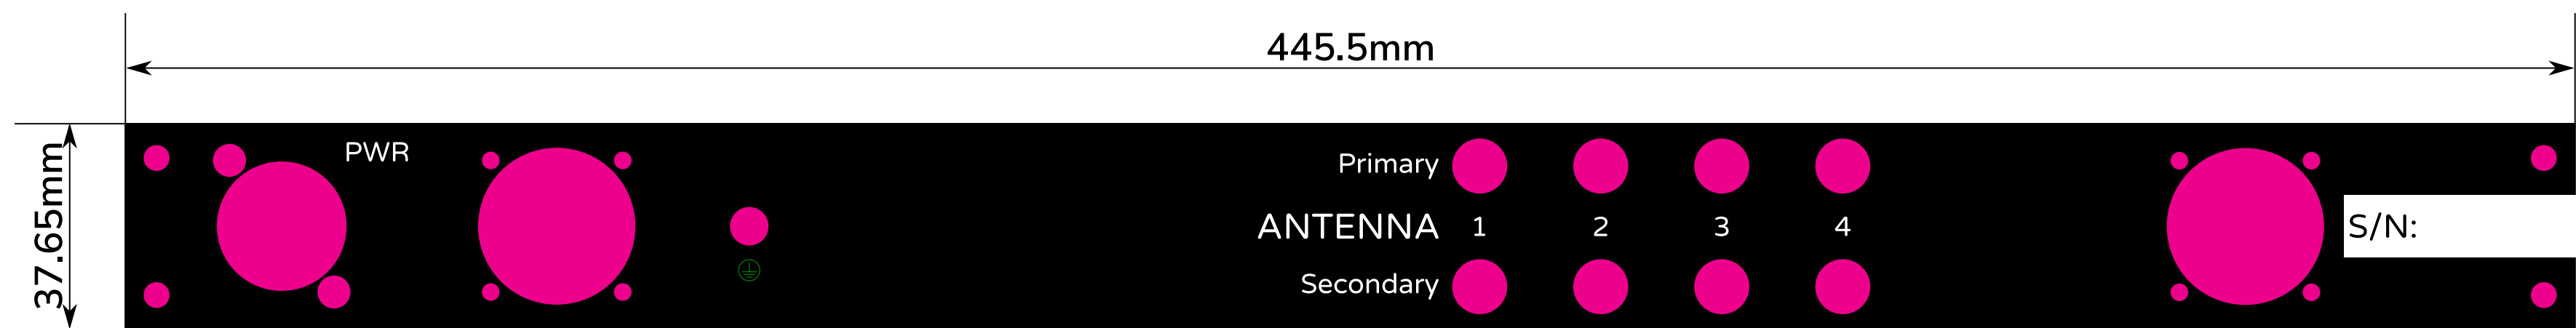 445.5mm
37.65mm
PWR
Primary
ANTENNA 1 2 3 4
Secondary
S/N: